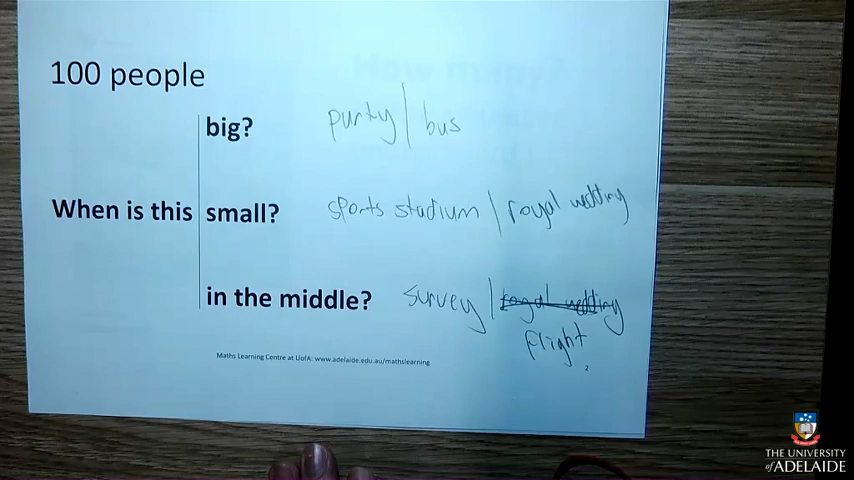 100 people
big? party | bus
When is this small? sports stadium | royal wedding
in the middle? survey | royal wedding
flight
Maths Learning Centre at UofA: www.adelaide.edu.au/mathslearning
THE UNIVERSITY
of ADELAIDE